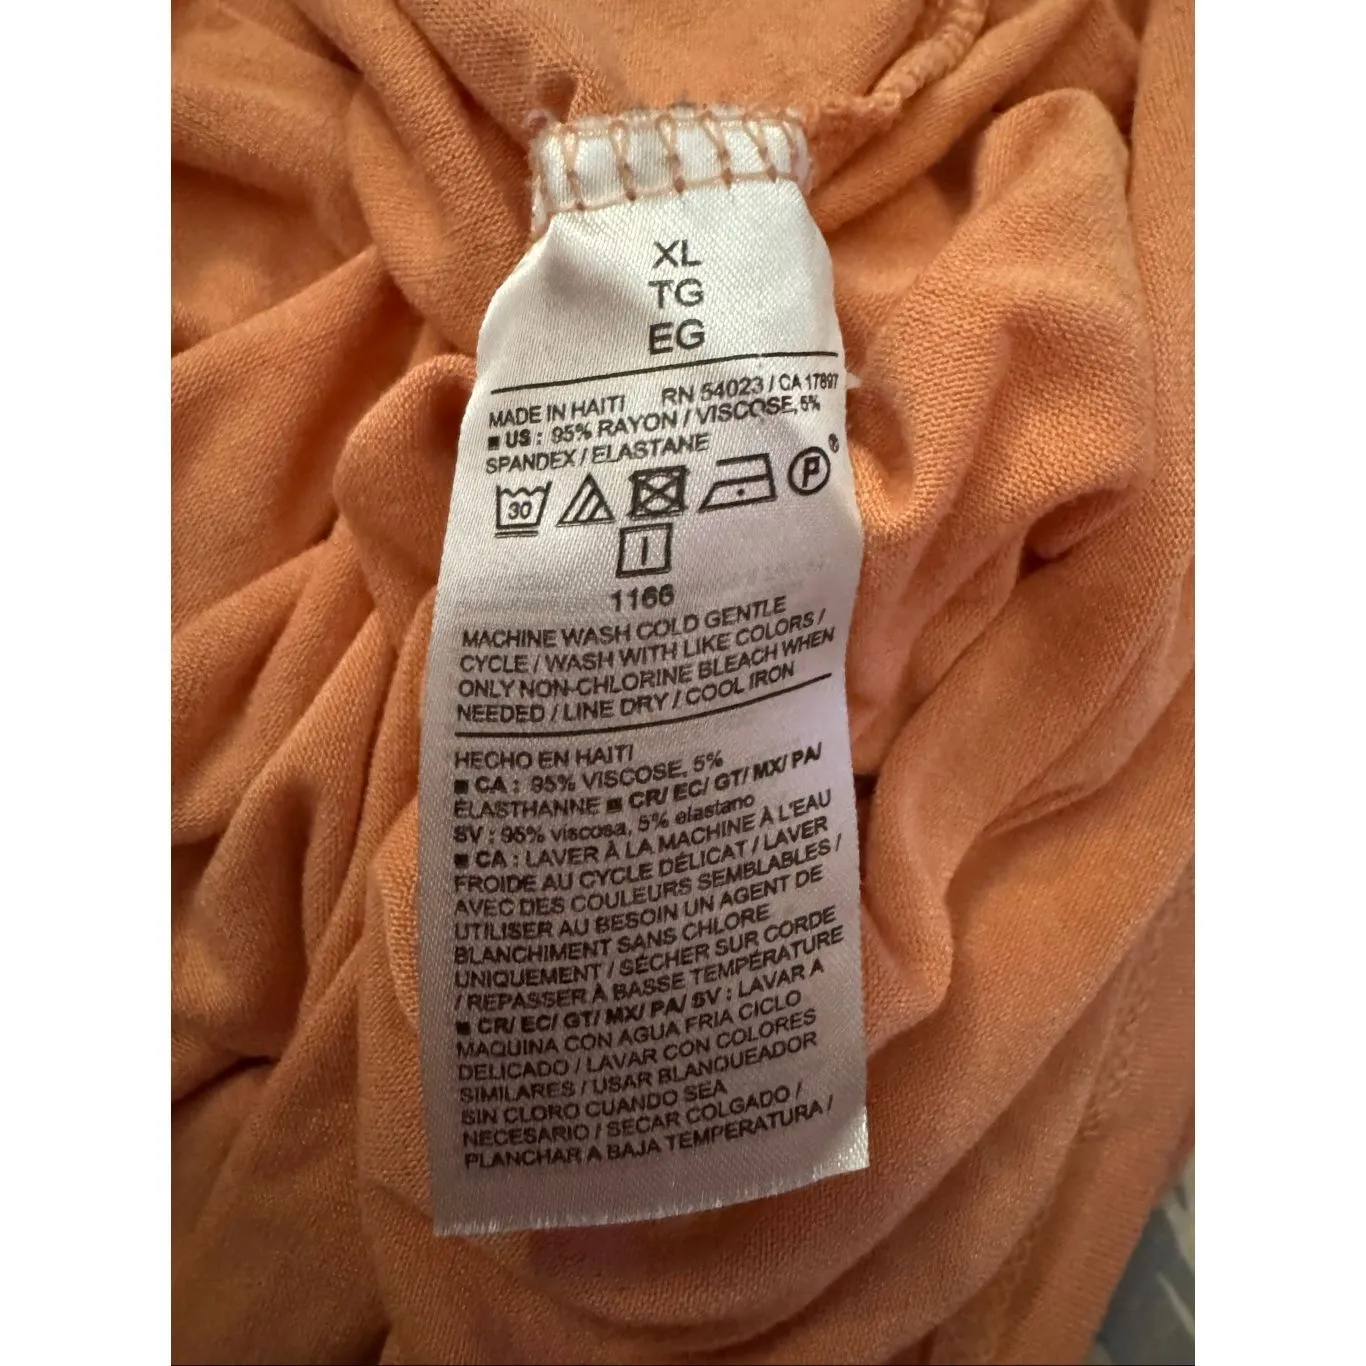 XL
TG
EG
MADE IN HAITI RN 54023 / CA 17897
■ US : 95% RAYON / VISCOSE, 5%
SPANDEX / ELASTANE
30 P ®
1166
MACHINE WASH COLD GENTLE
CYCLE / WASH WITH LIKE COLORS /
ONLY NON-CHLORINE BLEACH WHEN
NEEDED / LINE DRY / COOL IRON
HECHO EN HAITI
■ CA : 95% VISCOSE, 5%
ÉLASTHANNE ■ CR/ EC/ GT/ MX/ PA/
SV : 95% viscosa, 5% elastano
■ CA : LAVER À LA MACHINE À L'EAU
FROIDE AU CYCLE DÉLICAT / LAVER
AVEC DES COULEURS SEMBLABLES /
UTILISER AU BESOIN UN AGENT DE
BLANCHIMENT SANS CHLORE
UNIQUEMENT / SÉCHER SUR CORDE
/ REPASSER À BASSE TEMPÉRATURE
■ CR/ EC/ GT/ MX/ PA/ SV : LAVAR A
MAQUINA CON AGUA FRIA CICLO
DELICADO / LAVAR CON COLORES
SIMILARES / USAR BLANQUEADOR
SIN CLORO CUANDO SEA
NECESARIO / SECAR COLGADO /
PLANCHAR A BAJA TEMPERATURA /